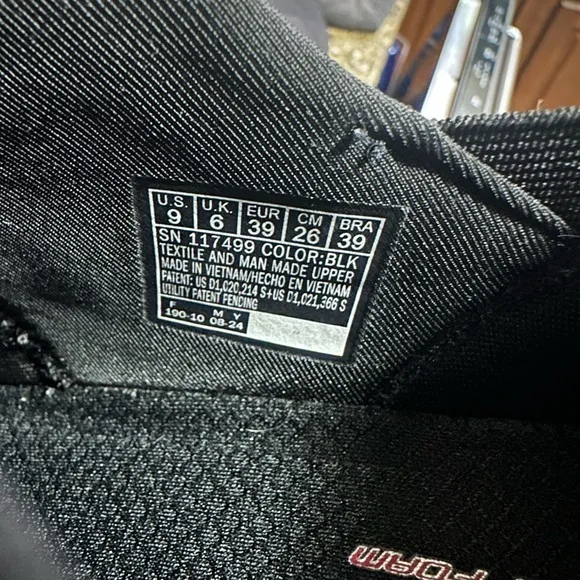 U.S. U.K. EUR CM BRA
9 6 39 26 39
SN 117499 COLOR:BLK
TEXTILE AND MAN MADE UPPER
MADE IN VIETNAM/HECHO EN VIETNAM
PATENT: US D1,020,214 S+US D1,021,366 S
UTILITY PATENT PENDING
F M Y
190-10 08-24
FOAM